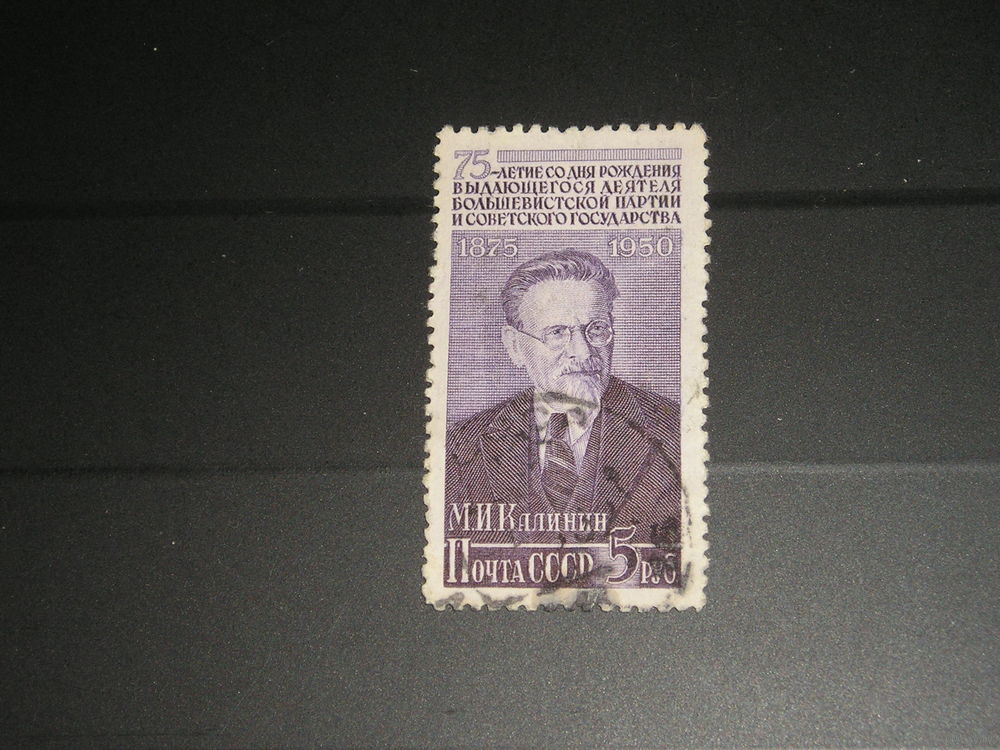 75-ЛЕТИЕ СО ДНЯ РОЖДЕНИЯ
ВЫДАЮЩЕГОСЯ ДЕЯТЕЛЯ
БОЛЬШЕВИСТСКОЙ ПАРТИИ
И СОВЕТСКОГО ГОСУДАРСТВА
1875 1950
М.И.КАЛИНИН
ПОЧТА СССР 5 РУБ